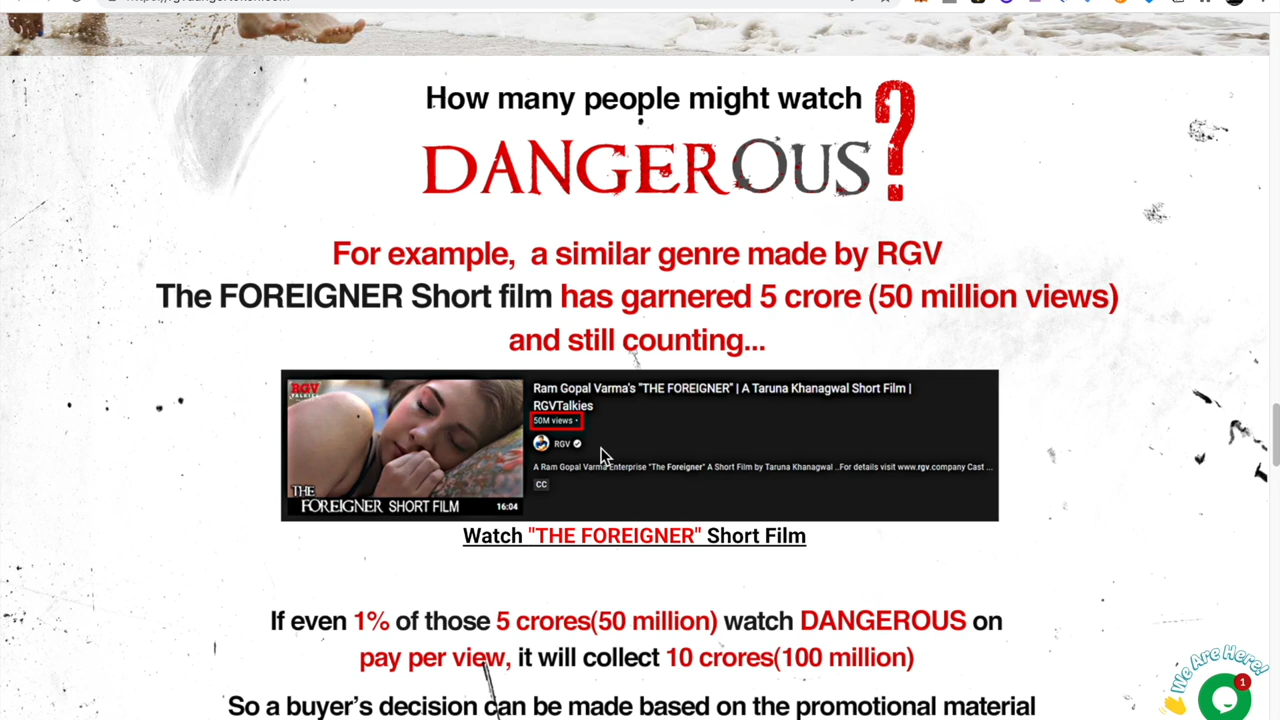 How many people might watch
DANGEROUS?
For example, a similar genre made by RGV
The FOREIGNER Short film has garnered 5 crore (50 million views)
and still counting...
RGV
TALKIES
THE
FOREIGNER SHORT FILM
16:04
Ram Gopal Varma's "THE FOREIGNER" | A Taruna Khanagwal Short Film |
RGVTalkies
50M views
RGV
A Ram Gopal Varma Enterprise "The Foreigner" A Short Film by Taruna Khanagwal ..For details visit www.rgv.company Cast ...
CC
Watch "THE FOREIGNER" Short Film
If even 1% of those 5 crores(50 million) watch DANGEROUS on
pay per view, it will collect 10 crores(100 million)
So a buyer's decision can be made based on the promotional material
We Are Here!
1